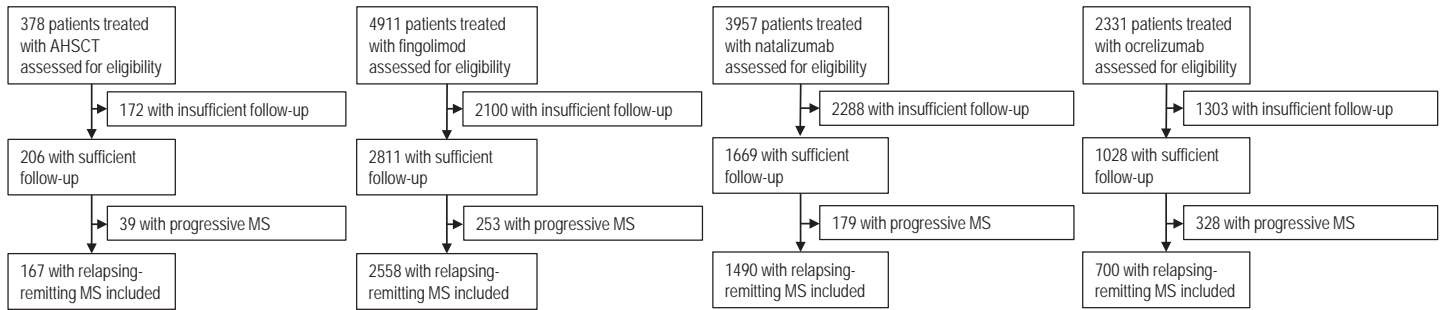 378 patients treated
with AHSCT
assessed for eligibility
172 with insufficient follow-up
206 with sufficient
follow-up
39 with progressive MS
167 with relapsing-
remitting MS included
4911 patients treated
with fingolimod
assessed for eligibility
2100 with insufficient follow-up
2811 with sufficient
follow-up
253 with progressive MS
2558 with relapsing-
remitting MS included
3957 patients treated
with natalizumab
assessed for eligibility
2288 with insufficient follow-up
1669 with sufficient
follow-up
179 with progressive MS
1490 with relapsing-
remitting MS included
2331 patients treated
with ocrelizumab
assessed for eligibility
1303 with insufficient follow-up
1028 with sufficient
follow-up
328 with progressive MS
700 with relapsing-
remitting MS included